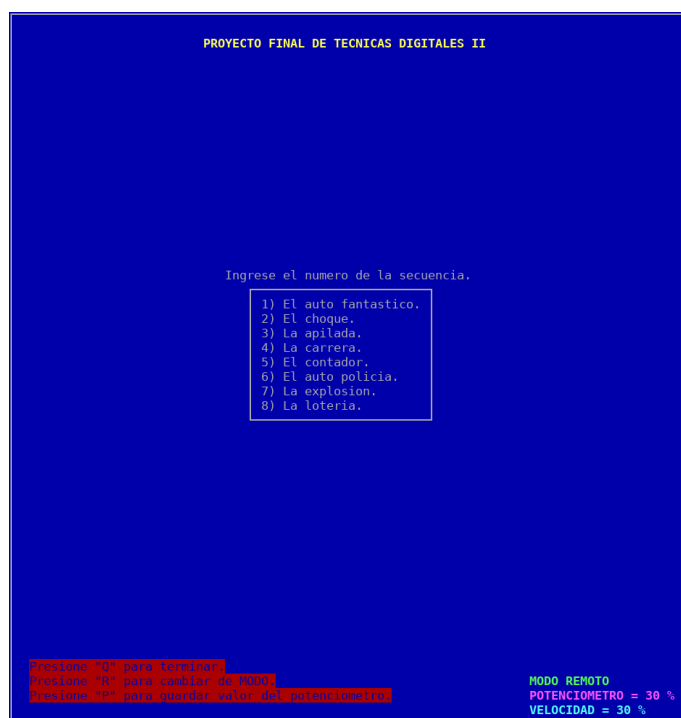 PROYECTO FINAL DE TECNICAS DIGITALES II
Ingrese el numero de la secuencia.
1) El auto fantastico.
2) El choque.
3) La apilada.
4) La carrera.
5) El contador.
6) El auto policia.
7) La explosion.
8) La loteria.
Presione "Q" para terminar.
Presione "R" para cambiar de MODO.
Presione "P" para guardar valor del potenciometro.
MODO REMOTO
POTENCIOMETRO = 30 %
VELOCIDAD = 30 %